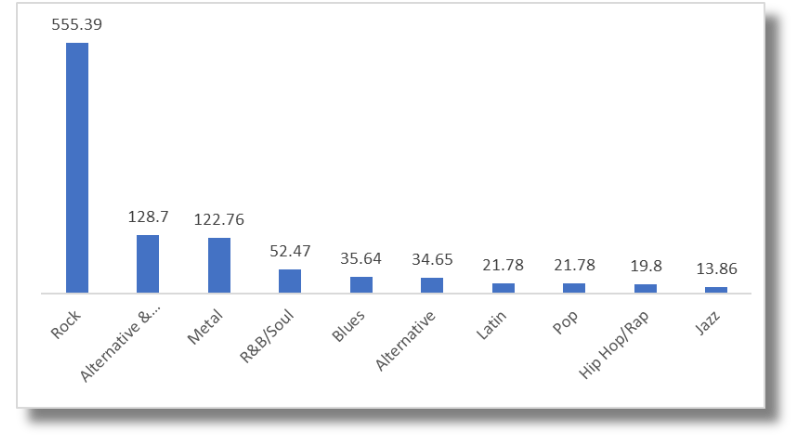 555.39
128.7
122.76
52.47
35.64
34.65
21.78
21.78
19.8
13.86
Rock
Alternative &...
Metal
R&B/Soul
Blues
Alternative
Latin
Pop
Hip Hop/Rap
Jazz